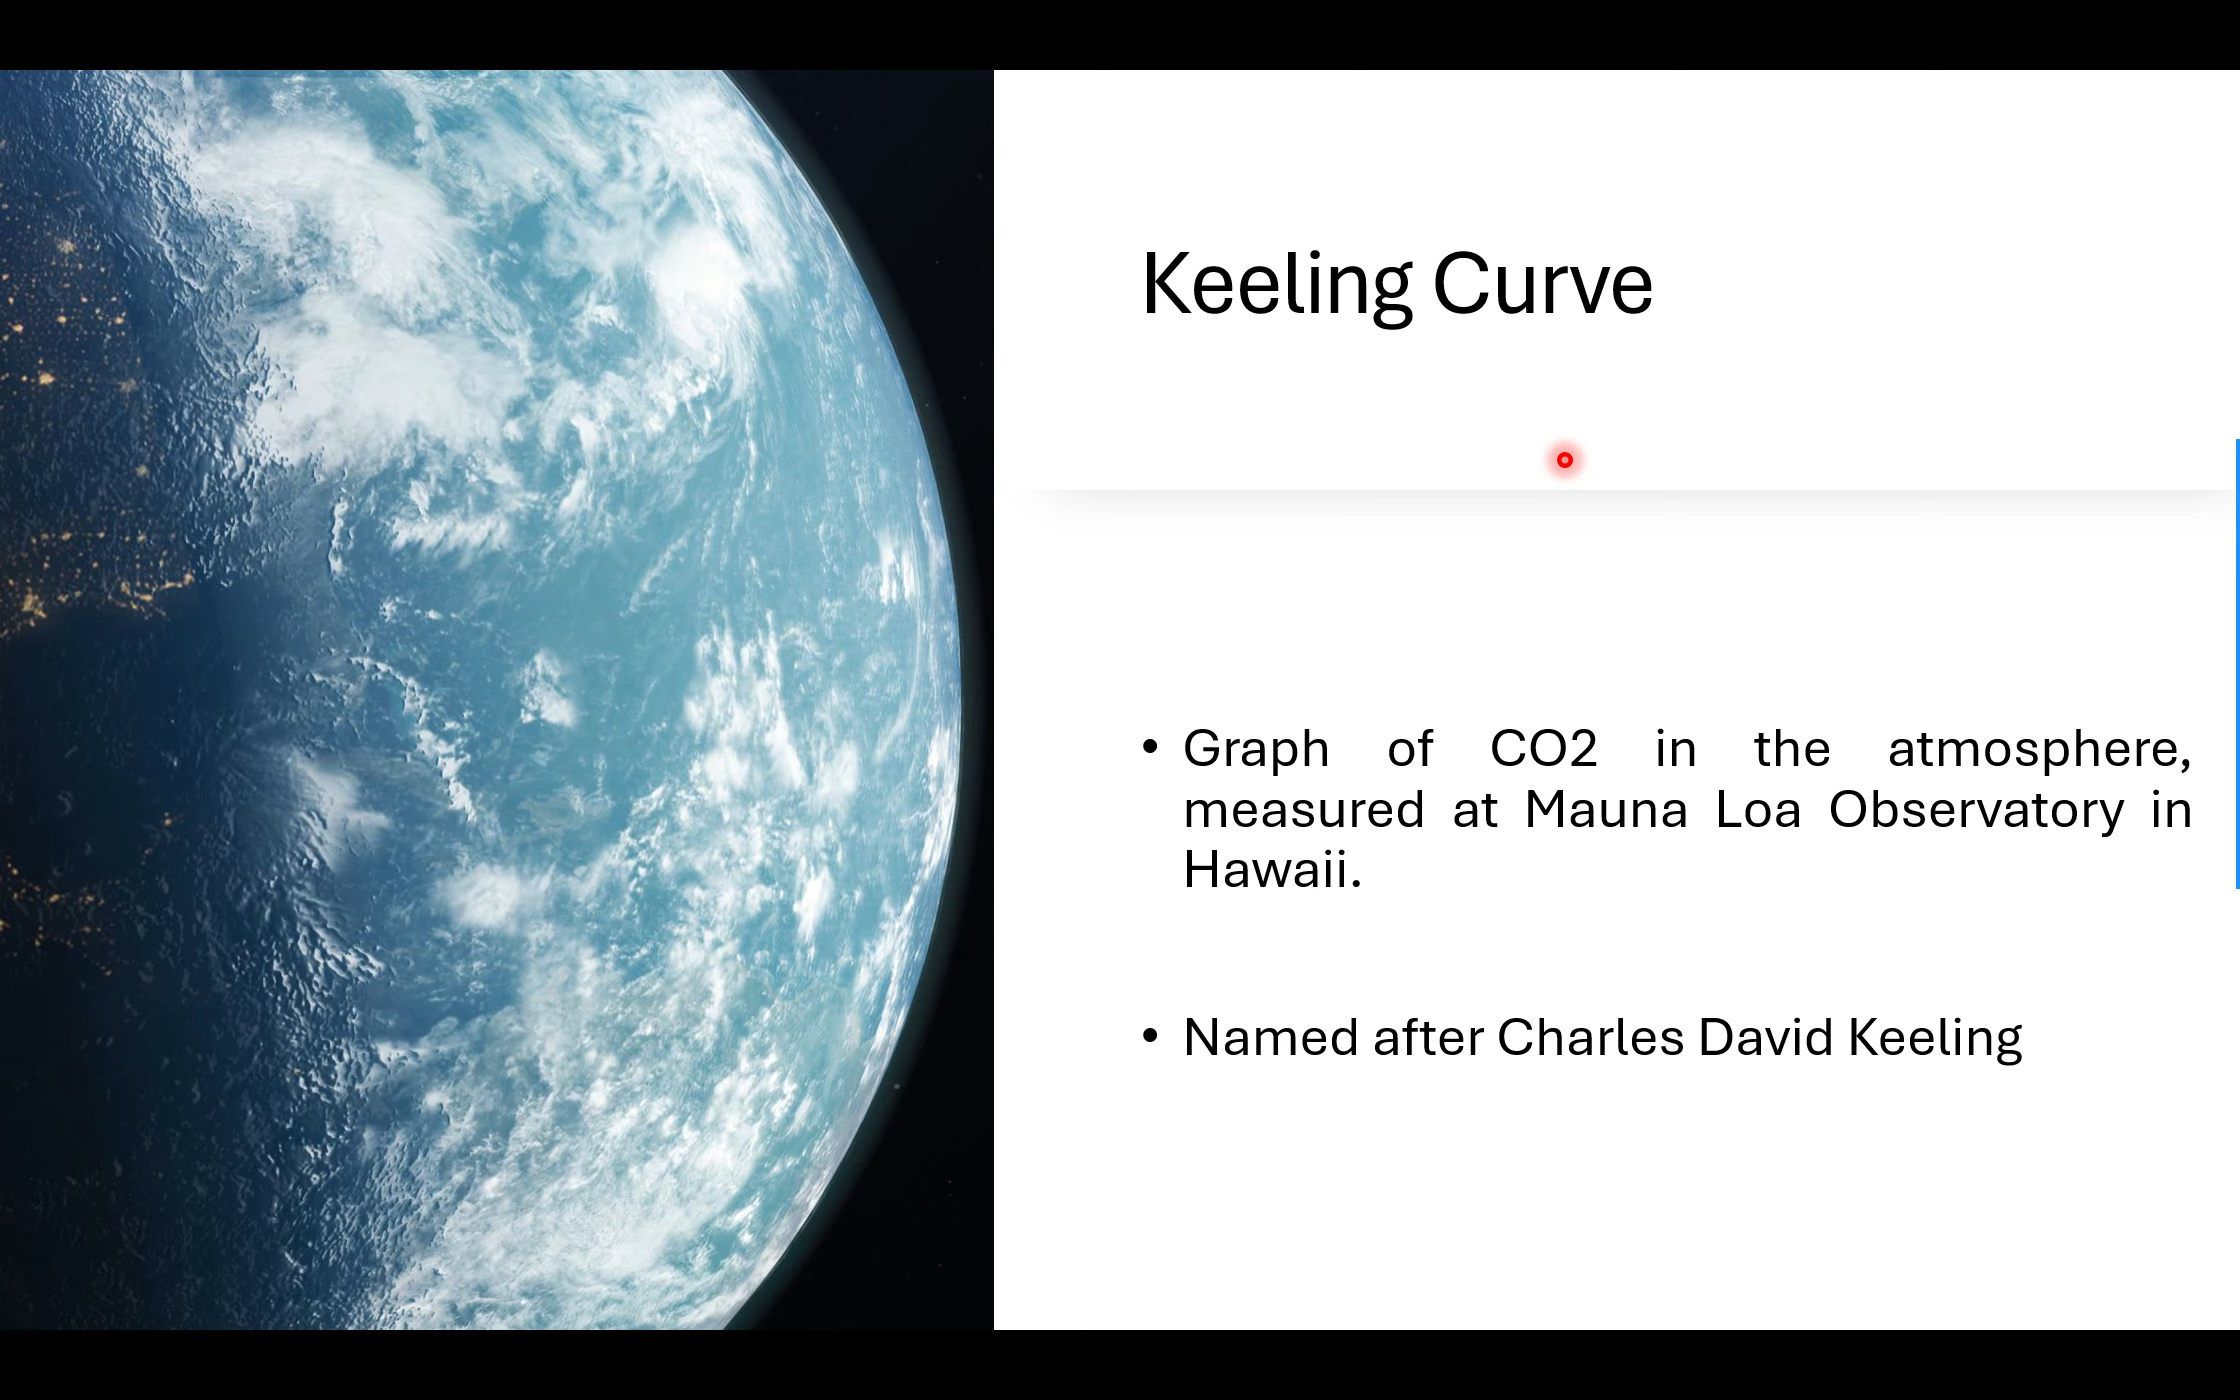 Keeling Curve
• Graph of CO2 in the atmosphere,
measured at Mauna Loa Observatory in
Hawaii.
• Named after Charles David Keeling